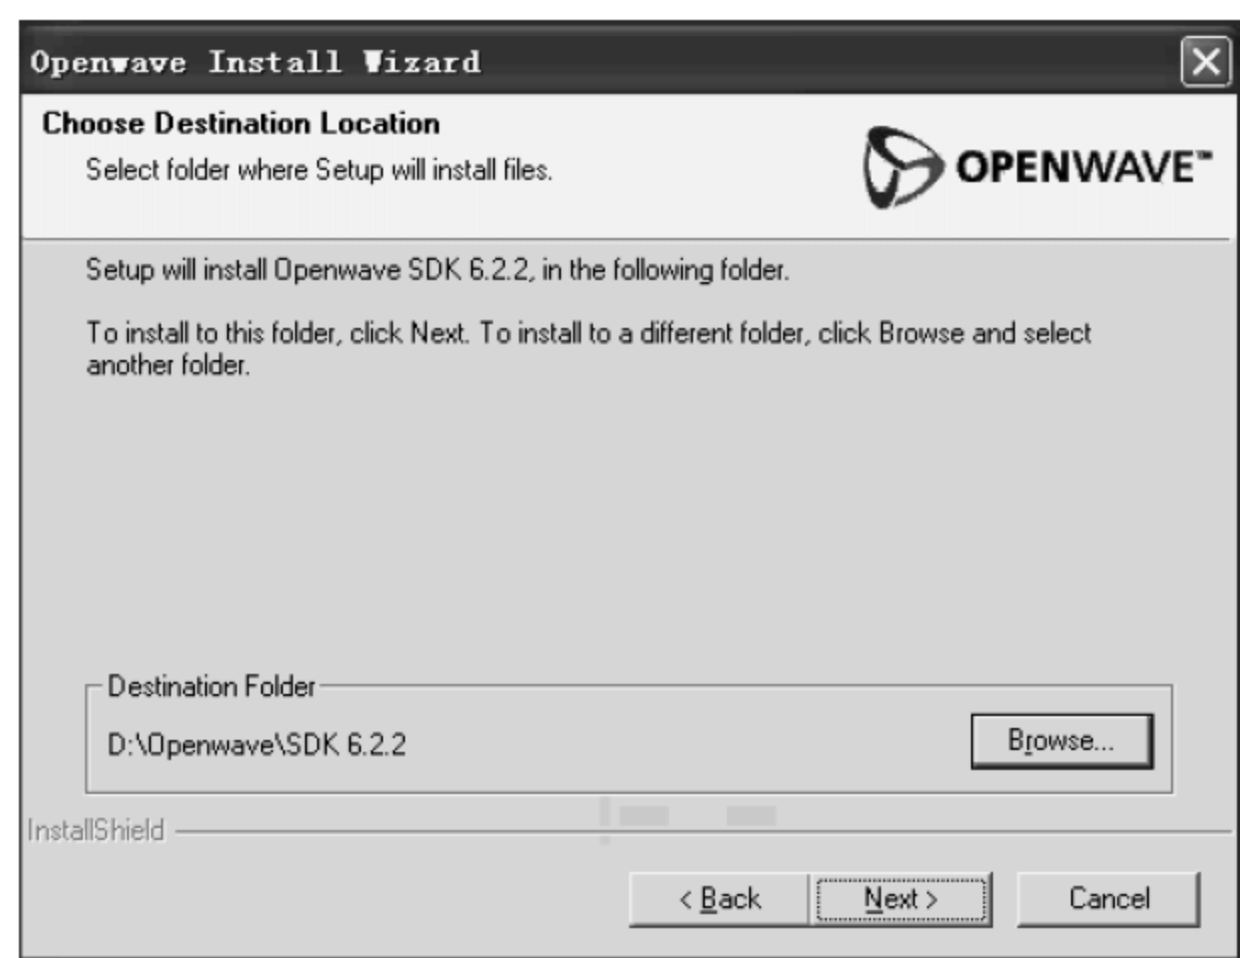 Openwave Install Wizard
Choose Destination Location
Select folder where Setup will install files.
OPENWAVE™
Setup will install Openwave SDK 6.2.2, in the following folder.
To install to this folder, click Next. To install to a different folder, click Browse and select
another folder.
Destination Folder
D:\Openwave\SDK 6.2.2
Browse...
InstallShield
< Back
Next >
Cancel